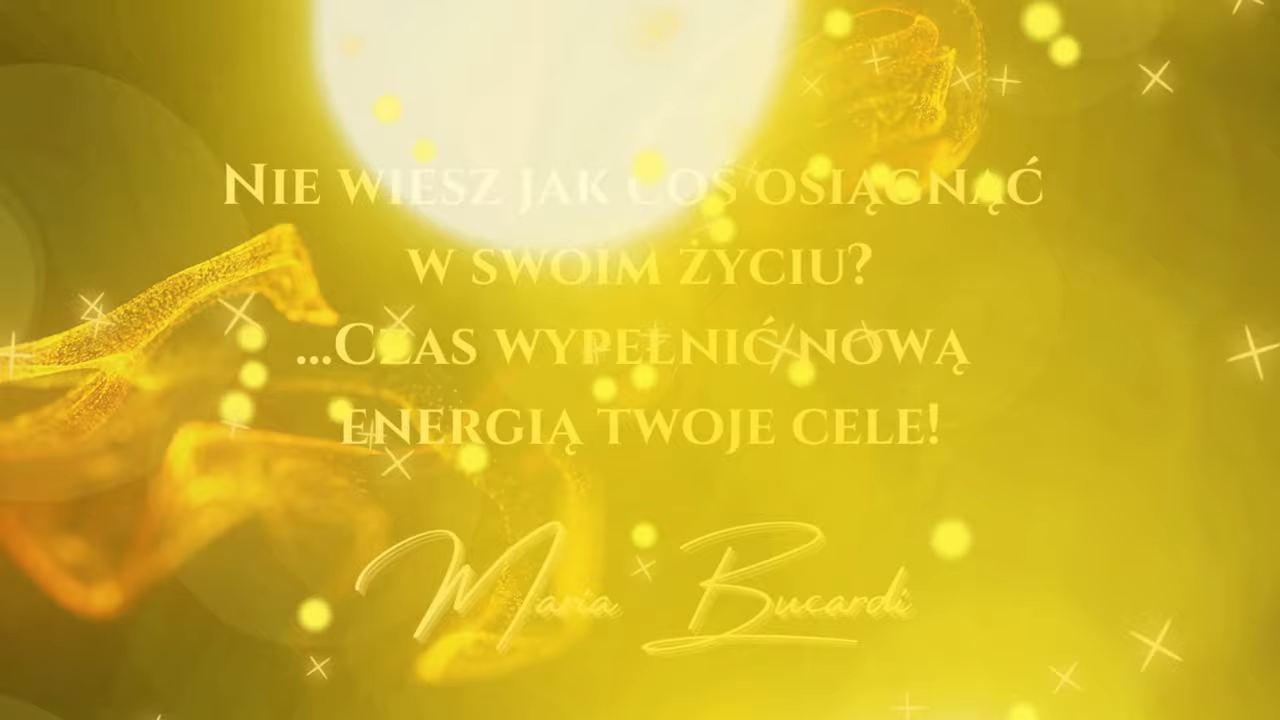 Nie wiesz jak coś osiągnąć
w swoim życiu?
...Czas wypełnić nową
energią twoje cele!
Maria Bucardi